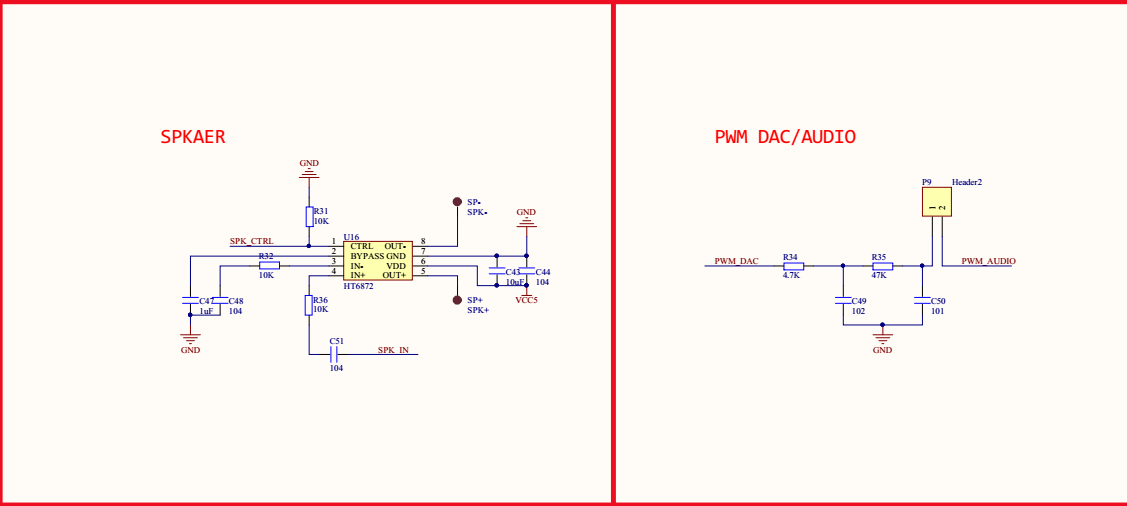 SPKAER
GND
R31
10K
SPK_CTRL
U16
1 CTRL OUT- 8
2 BYPASS GND 7
3 IN- VDD 6
4 IN+ OUT+ 5
HT6872
SP-
SPK-
GND
R32
10K
C47
1uF
C48
104
GND
R36
10K
C51
104
SPK_IN
C43
10uF
C44
104
VCC5
SP+
SPK+
PWM DAC/AUDIO
P9
Header2
1
2
PWM_DAC
R34
4.7K
R35
47K
PWM_AUDIO
C49
102
C50
101
GND